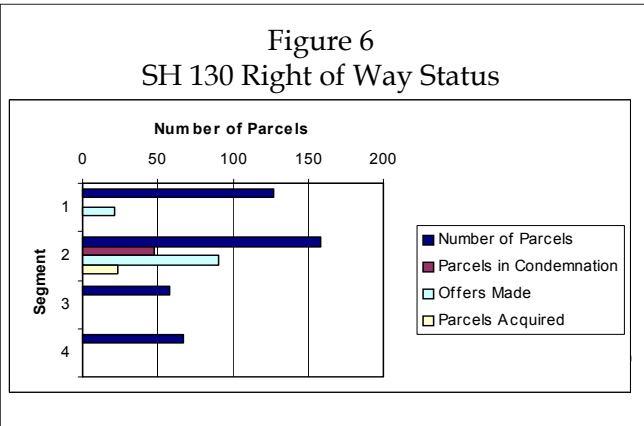 Figure 6
SH 130 Right of Way Status
Number of Parcels
0 50 100 150 200
1
2
3
4
Segment
Number of Parcels
Parcels in Condemnation
Offers Made
Parcels Acquired